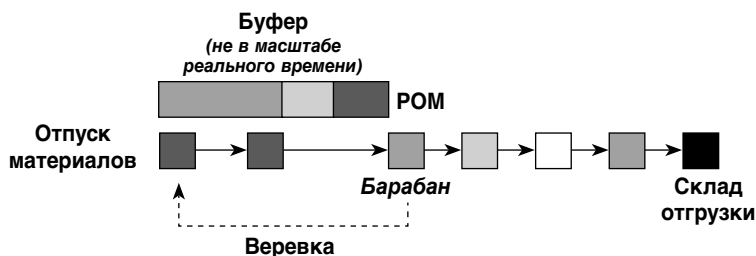 Буфер
(не в масштабе
реального времени)
РОМ
Отпуск
материалов
Барабан
Склад
отгрузки
Веревка